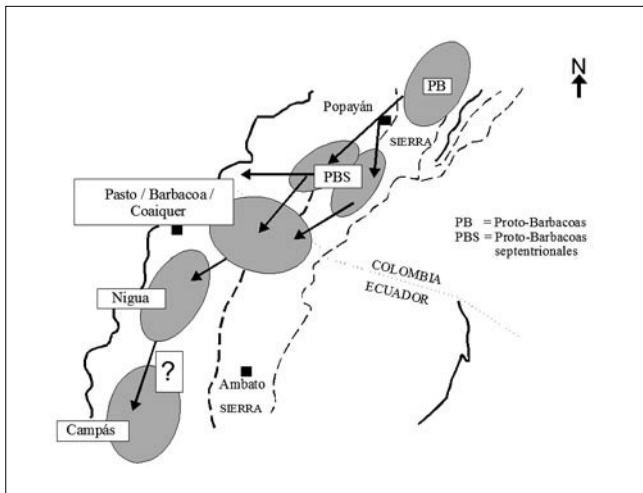 N
PB
Popayán
SIERRA
PBS
Pasto / Barbacoa /
Coaiquer
PB = Proto-Barbacoas
PBS = Proto-Barbacoas
septentrionales
COLOMBIA
ECUADOR
Nigua
?
Ambato
SIERRA
Campás